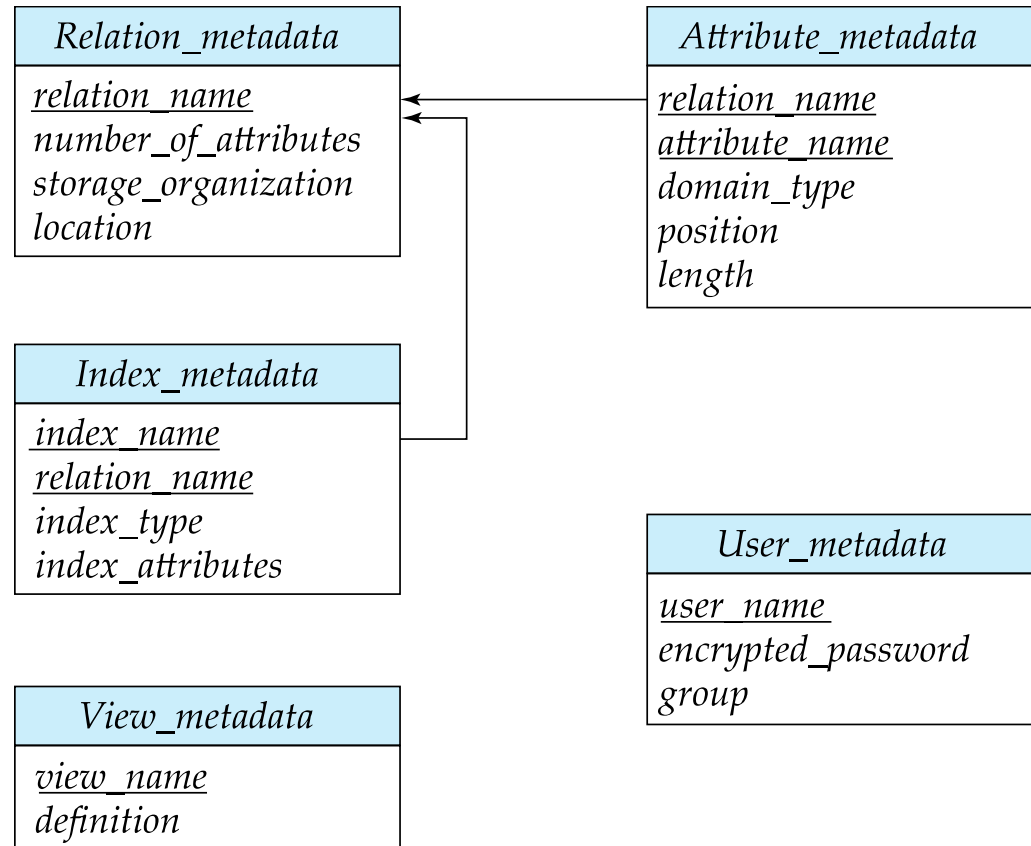 Relation_metadata
relation_name
number_of_attributes
storage_organization
location
Attribute_metadata
relation_name
attribute_name
domain_type
position
length
Index_metadata
index_name
relation_name
index_type
index_attributes
User_metadata
user_name
encrypted_password
group
View_metadata
view_name
definition